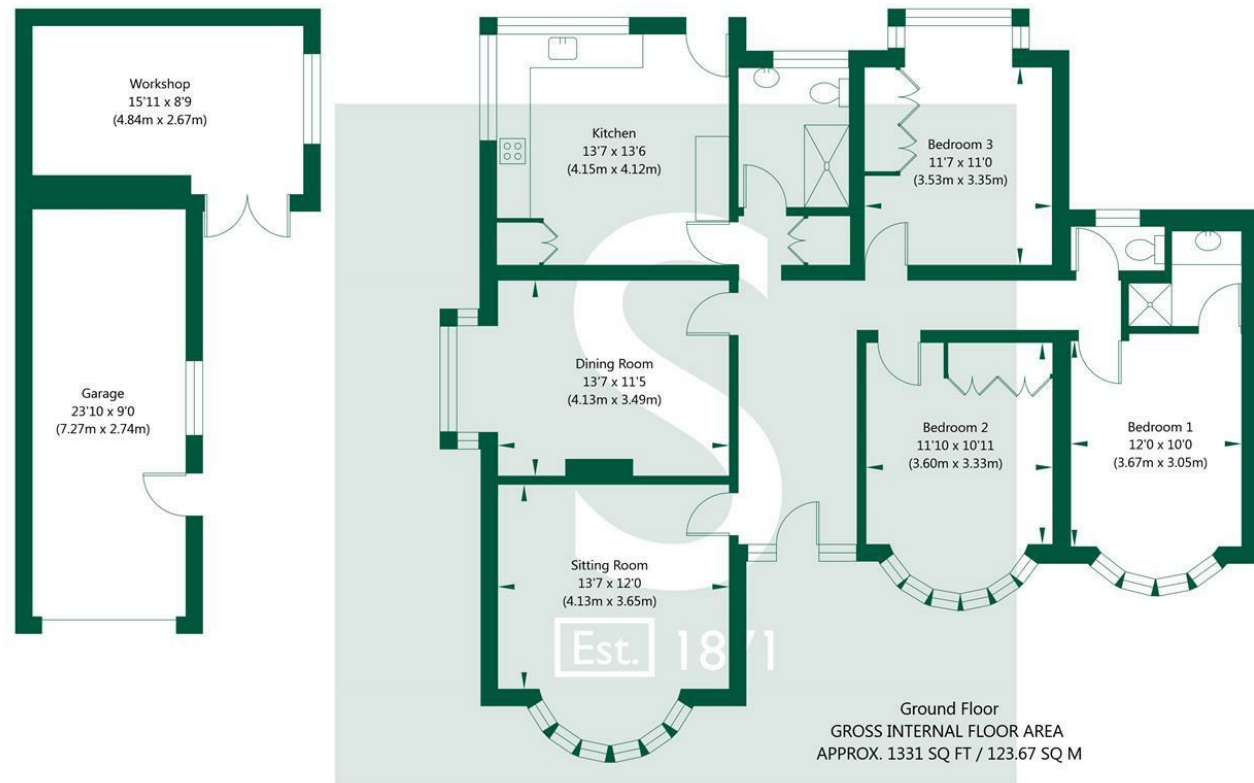 Workshop
15'11 x 8'9
(4.84m x 2.67m)
Kitchen
13'7 x 13'6
(4.15m x 4.12m)
Bedroom 3
11'7 x 11'0
(3.53m x 3.35m)
Garage
23'10 x 9'0
(7.27m x 2.74m)
Dining Room
13'7 x 11'5
(4.13m x 3.49m)
Bedroom 2
11'10 x 10'11
(3.60m x 3.33m)
Bedroom 1
12'0 x 10'0
(3.67m x 3.05m)
Sitting Room
13'7 x 12'0
(4.13m x 3.65m)
S
Est. 1871
Ground Floor
GROSS INTERNAL FLOOR AREA
APPROX. 1331 SQ FT / 123.67 SQ M